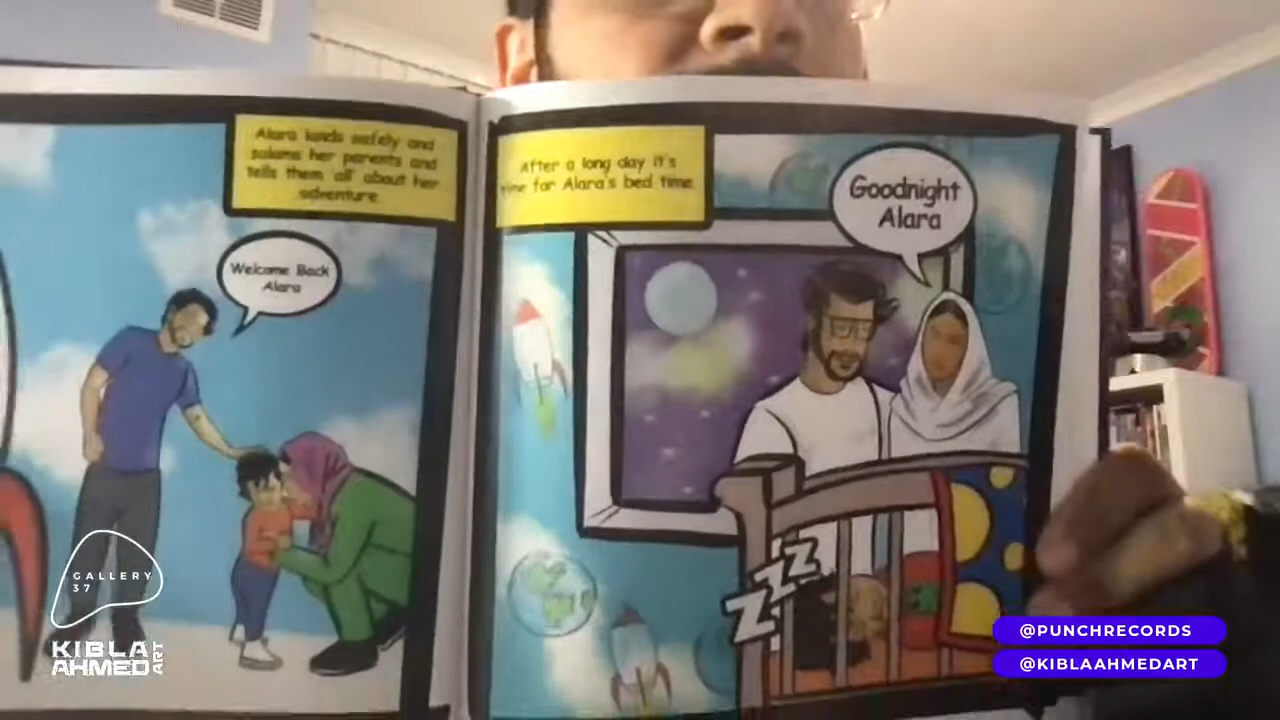 Alara lands safely and
salams her parents and
tells them all about her
adventure
Welcome Back
Alara
After a long day it's
time for Alara's bed time
Goodnight
Alara
ZZZ
GALLERY
37
KIBLA
AHMED ART
@PUNCHRECORDS
@KIBLAAHMEDART